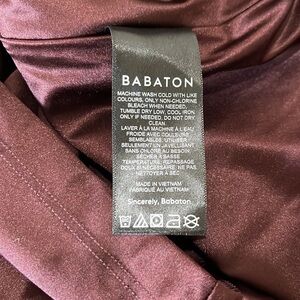 BABATON
MACHINE WASH COLD WITH LIKE
COLOURS, ONLY NON-CHLORINE
BLEACH WHEN NEEDED.
TUMBLE DRY LOW, COOL IRON
ONLY IF NEEDED. DO NOT DRY
CLEAN.
LAVER À LA MACHINE À L'EAU
FROIDE AVEC COULEURS
SEMBLABLES. UTILISER
SEULEMENT UN JAVELLISANT
SANS CHLORE AU BESOIN.
SÉCHER À BASSE
TEMPÉRATURE. REPASSAGE
DOUX SI NÉCESSAIRE. NE PAS
NETTOYER À SEC
MADE IN VIETNAM
FABRIQUÉ AU VIETNAM
Sincerely, Babaton